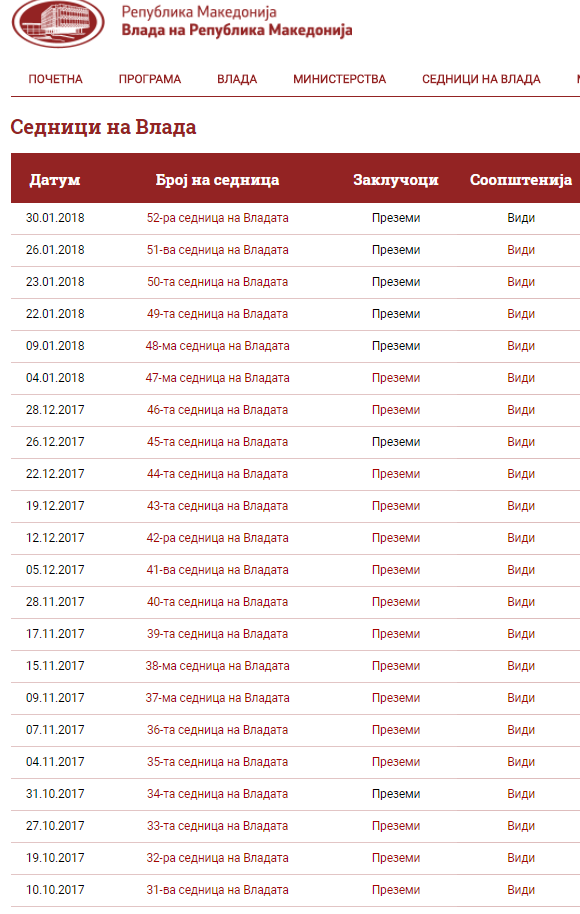 Република Македонија
Влада на Република Македонија
ПОЧЕТНА ПРОГРАМА ВЛАДА МИНИСТЕРСТВА СЕДНИЦИ НА ВЛАДА
Седници на Влада
Датум Број на седница Заклучоци Соопштенија
30.01.2018 52-ра седница на Владата Преземи Види
26.01.2018 51-ва седница на Владата Преземи Види
23.01.2018 50-та седница на Владата Преземи Види
22.01.2018 49-та седница на Владата Преземи Види
09.01.2018 48-ма седница на Владата Преземи Види
04.01.2018 47-ма седница на Владата Преземи Види
28.12.2017 46-та седница на Владата Преземи Види
26.12.2017 45-та седница на Владата Преземи Види
22.12.2017 44-та седница на Владата Преземи Види
19.12.2017 43-та седница на Владата Преземи Види
12.12.2017 42-ра седница на Владата Преземи Види
05.12.2017 41-ва седница на Владата Преземи Види
28.11.2017 40-та седница на Владата Преземи Види
17.11.2017 39-та седница на Владата Преземи Види
15.11.2017 38-ма седница на Владата Преземи Види
09.11.2017 37-ма седница на Владата Преземи Види
07.11.2017 36-та седница на Владата Преземи Види
04.11.2017 35-та седница на Владата Преземи Види
31.10.2017 34-та седница на Владата Преземи Види
27.10.2017 33-та седница на Владата Преземи Види
19.10.2017 32-ра седница на Владата Преземи Види
10.10.2017 31-ва седница на Владата Преземи Види